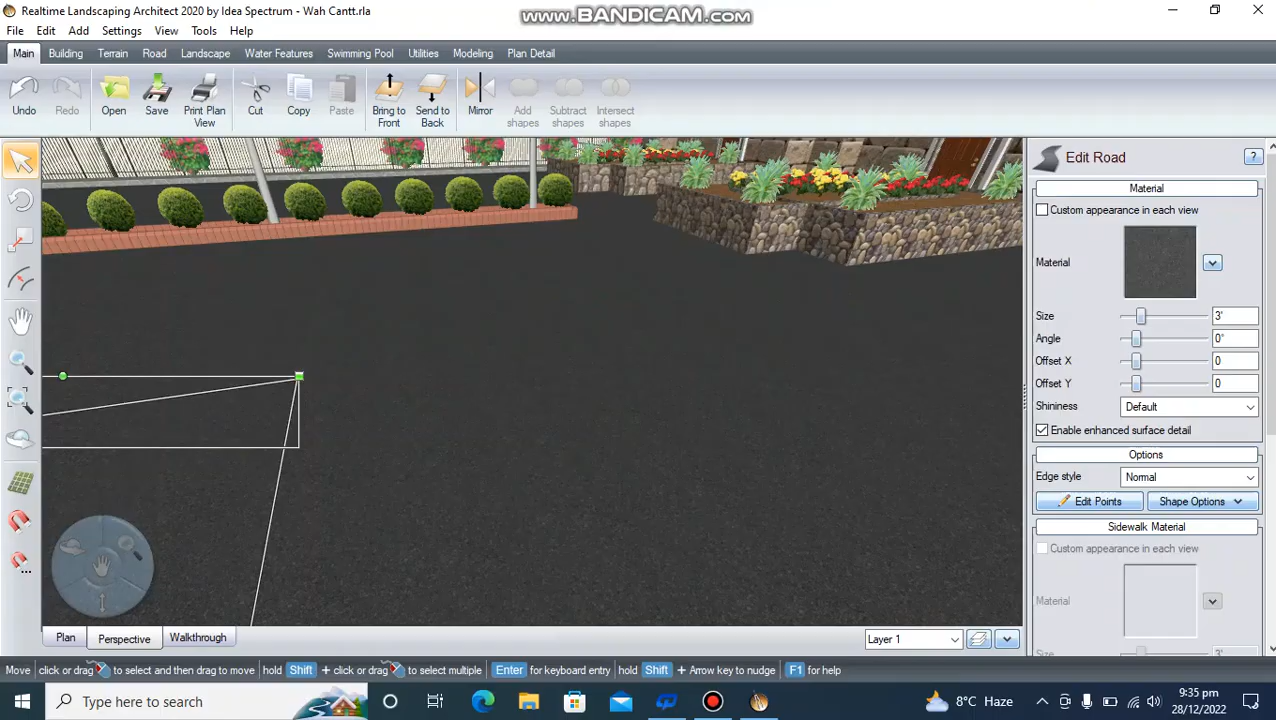 Realtime Landscaping Architect 2020 by Idea Spectrum - Wah Cantt.rla
www.BANDICAM.com
File Edit Add Settings View Tools Help
Main Building Terrain Road Landscape Water Features Swimming Pool Utilities Modeling Plan Detail
Undo Redo Open Save Print Plan View Cut Copy Paste Bring to Front Send to Back Mirror Add shapes Subtract shapes Intersect shapes
Edit Road
?
Material
Custom appearance in each view
Material
Size 3'
Angle 0°
Offset X 0
Offset Y 0
Shininess Default
Enable enhanced surface detail
Options
Edge style Normal
Edit Points Shape Options
Sidewalk Material
Custom appearance in each view
Material
Size 3'
Plan Perspective Walkthrough
Layer 1
Move click or drag to select and then drag to move hold Shift + click or drag to select multiple Enter for keyboard entry hold Shift + Arrow key to nudge F1 for help
Type here to search
8°C Haze
9:35 pm
28/12/2022